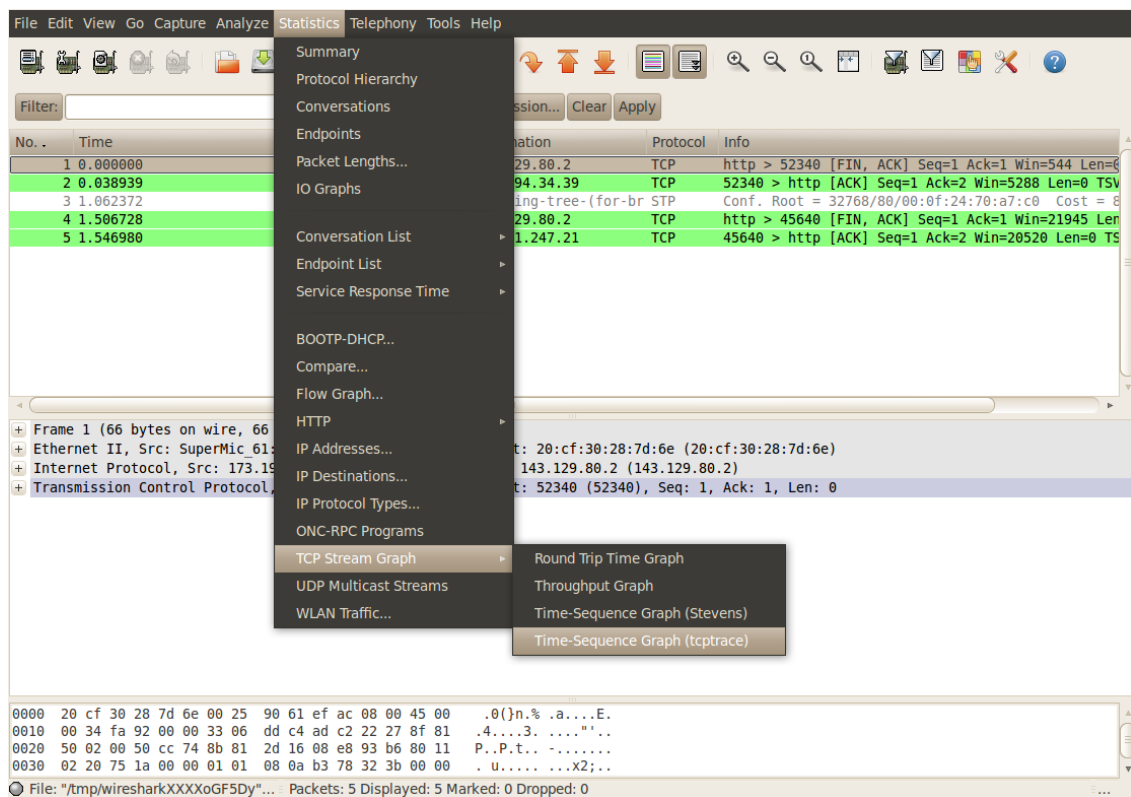 File Edit View Go Capture Analyze Statistics Telephony Tools Help
Summary
Protocol Hierarchy
Conversations
Endpoints
Packet Lengths...
IO Graphs
Conversation List
Endpoint List
Service Response Time
BOOTP-DHCP...
Compare...
Flow Graph...
HTTP
IP Addresses...
IP Destinations...
IP Protocol Types...
ONC-RPC Programs
TCP Stream Graph
UDP Multicast Streams
WLAN Traffic...
Round Trip Time Graph
Throughput Graph
Time-Sequence Graph (Stevens)
Time-Sequence Graph (tcptrace)
Filter: ssion... Clear Apply
No. . Time nation Protocol Info
1 0.000000 29.80.2 TCP http > 52340 [FIN, ACK] Seq=1 Ack=1 Win=544 Len=
2 0.038939 94.34.39 TCP 52340 > http [ACK] Seq=1 Ack=2 Win=5288 Len=0 TSV
3 1.062372 ing-tree-(for-br STP Conf. Root = 32768/80/00:0f:24:70:a7:c0 Cost = 8
4 1.506728 29.80.2 TCP http > 45640 [FIN, ACK] Seq=1 Ack=1 Win=21945 Len
5 1.546980 1.247.21 TCP 45640 > http [ACK] Seq=1 Ack=2 Win=20520 Len=0 TS
Frame 1 (66 bytes on wire, 66
Ethernet II, Src: SuperMic_61: t: 20:cf:30:28:7d:6e (20:cf:30:28:7d:6e)
Internet Protocol, Src: 173.19 143.129.80.2 (143.129.80.2)
Transmission Control Protocol, t: 52340 (52340), Seq: 1, Ack: 1, Len: 0
0000 20 cf 30 28 7d 6e 00 25 90 61 ef ac 08 00 45 00 .0(}n.% .a....E.
0010 00 34 fa 92 00 00 33 06 dd c4 ad c2 22 27 8f 81 .4....3. ...."'..
0020 50 02 00 50 cc 74 8b 81 2d 16 08 e8 93 b6 80 11 P..P.t.. -.......
0030 02 20 75 1a 00 00 01 01 08 0a b3 78 32 3b 00 00 . u..... ...x2;..
File: "/tmp/wiresharkXXXXoGF5Dy"... Packets: 5 Displayed: 5 Marked: 0 Dropped: 0 ...